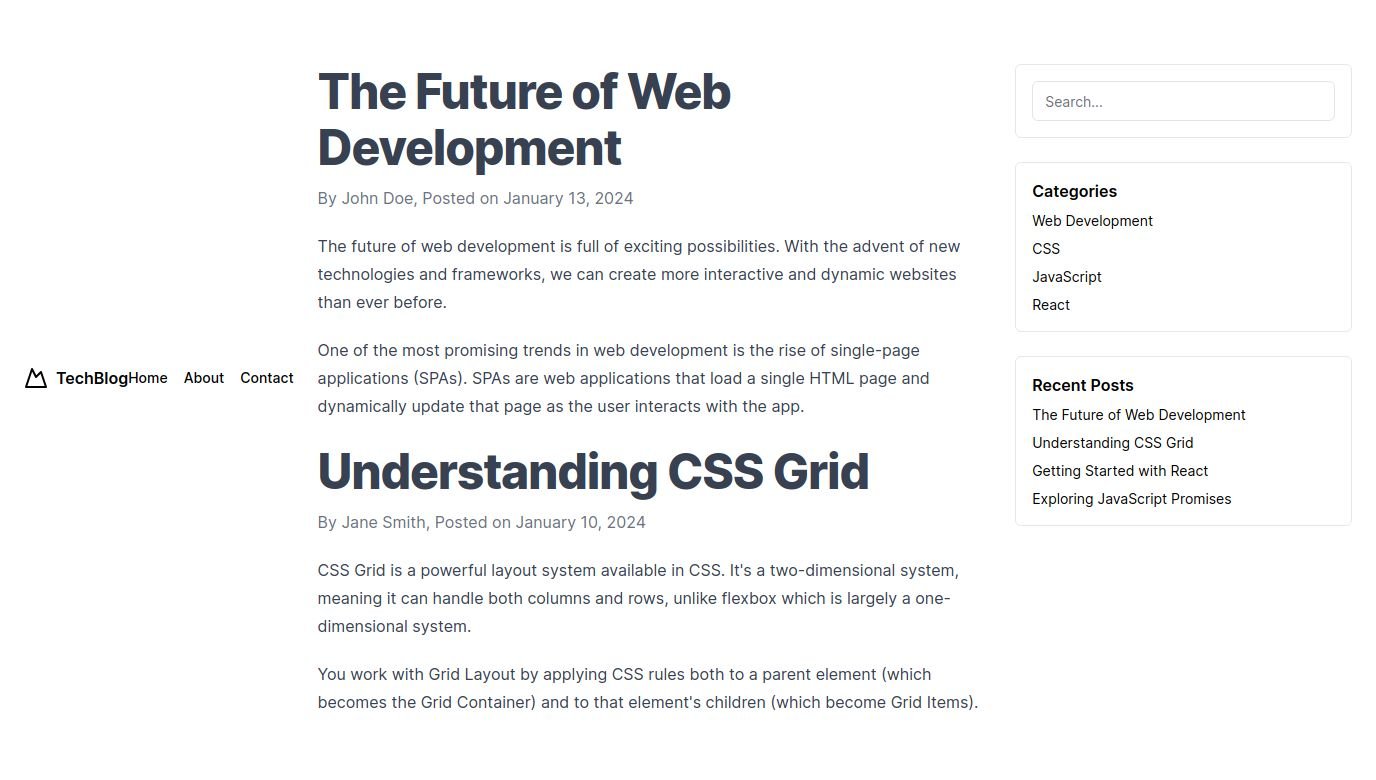 TechBlog
Home
About
Contact
The Future of Web
Development
By John Doe, Posted on January 13, 2024
The future of web development is full of exciting possibilities. With the advent of new
technologies and frameworks, we can create more interactive and dynamic websites
than ever before.
One of the most promising trends in web development is the rise of single-page
applications (SPAs). SPAs are web applications that load a single HTML page and
dynamically update that page as the user interacts with the app.
Understanding CSS Grid
By Jane Smith, Posted on January 10, 2024
CSS Grid is a powerful layout system available in CSS. It's a two-dimensional system,
meaning it can handle both columns and rows, unlike flexbox which is largely a one-
dimensional system.
You work with Grid Layout by applying CSS rules both to a parent element (which
becomes the Grid Container) and to that element's children (which become Grid Items).
Search...
Categories
Web Development
CSS
JavaScript
React
Recent Posts
The Future of Web Development
Understanding CSS Grid
Getting Started with React
Exploring JavaScript Promises